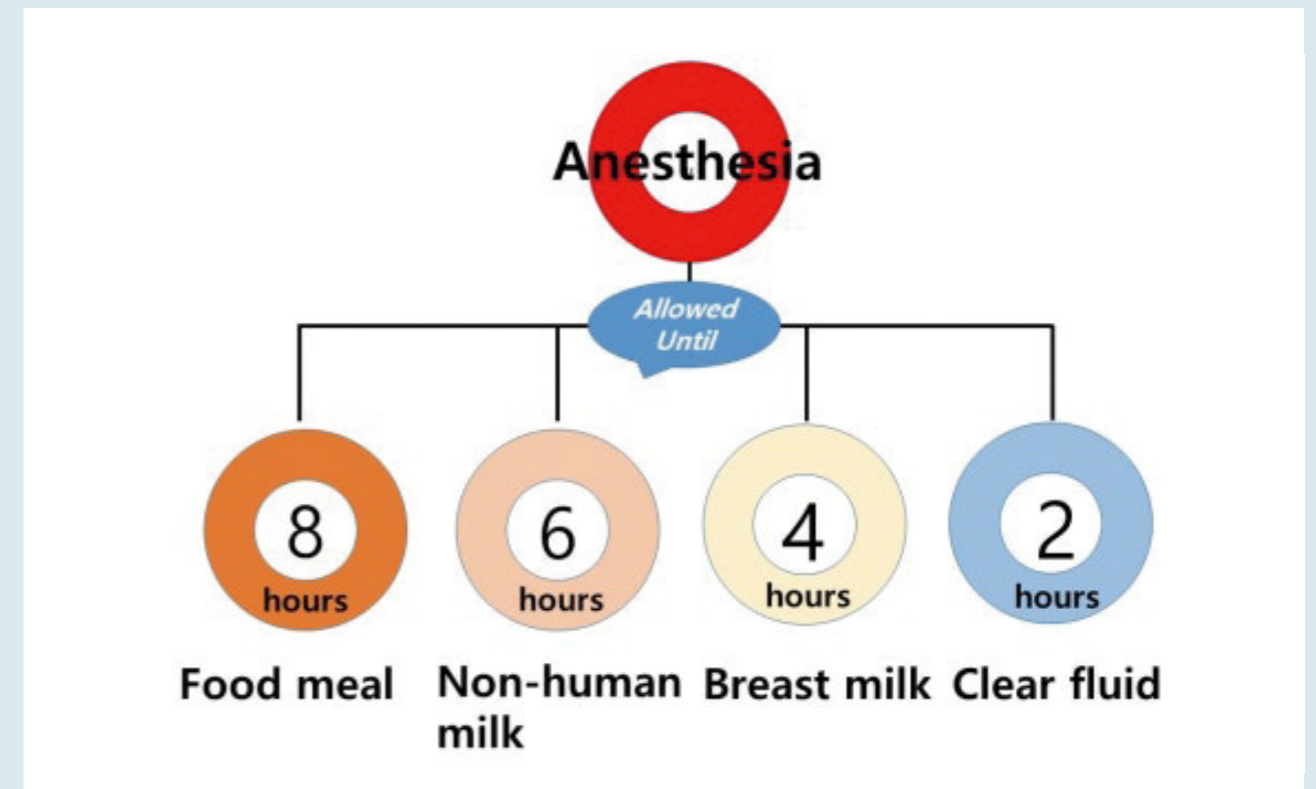 Anesthesia
Allowed
Until
8
hours
6
hours
4
hours
2
hours
Food meal
Non-human
milk
Breast milk
Clear fluid